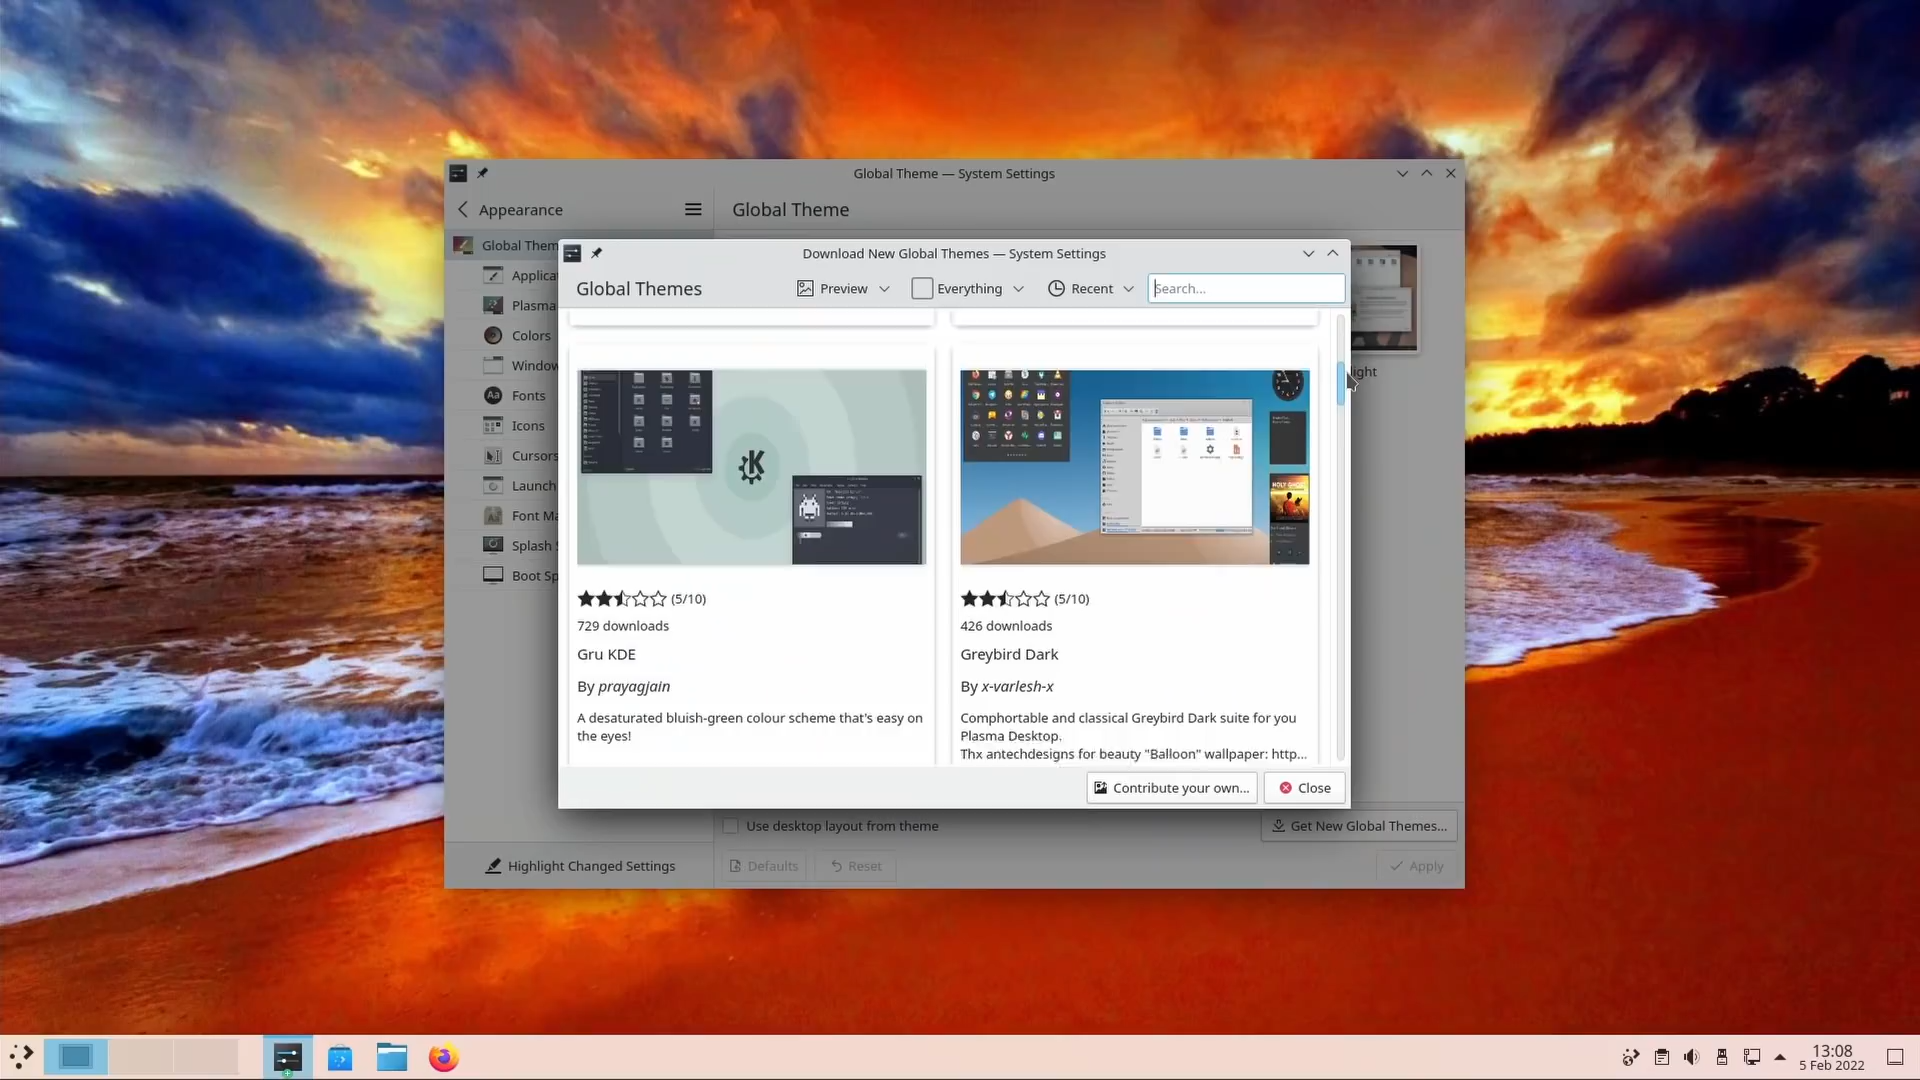 Global Theme — System Settings
Appearance
Global Theme
Global Them
Applica
Plasma
Colors
Window
Fonts
Icons
Cursors
Launch
Font Ma
Splash S
Boot Sp
Highlight Changed Settings
Download New Global Themes — System Settings
Global Themes
Preview
Everything
Recent
Search...
light
(5/10)
729 downloads
Gru KDE
By prayagjain
A desaturated bluish-green colour scheme that's easy on
the eyes!
(5/10)
426 downloads
Greybird Dark
By x-varlesh-x
Comphortable and classical Greybird Dark suite for you
Plasma Desktop.
Thx antechdesigns for beauty "Balloon" wallpaper: http...
Contribute your own...
Close
Use desktop layout from theme
Get New Global Themes...
Defaults
Reset
Apply
13:08
5 Feb 2022